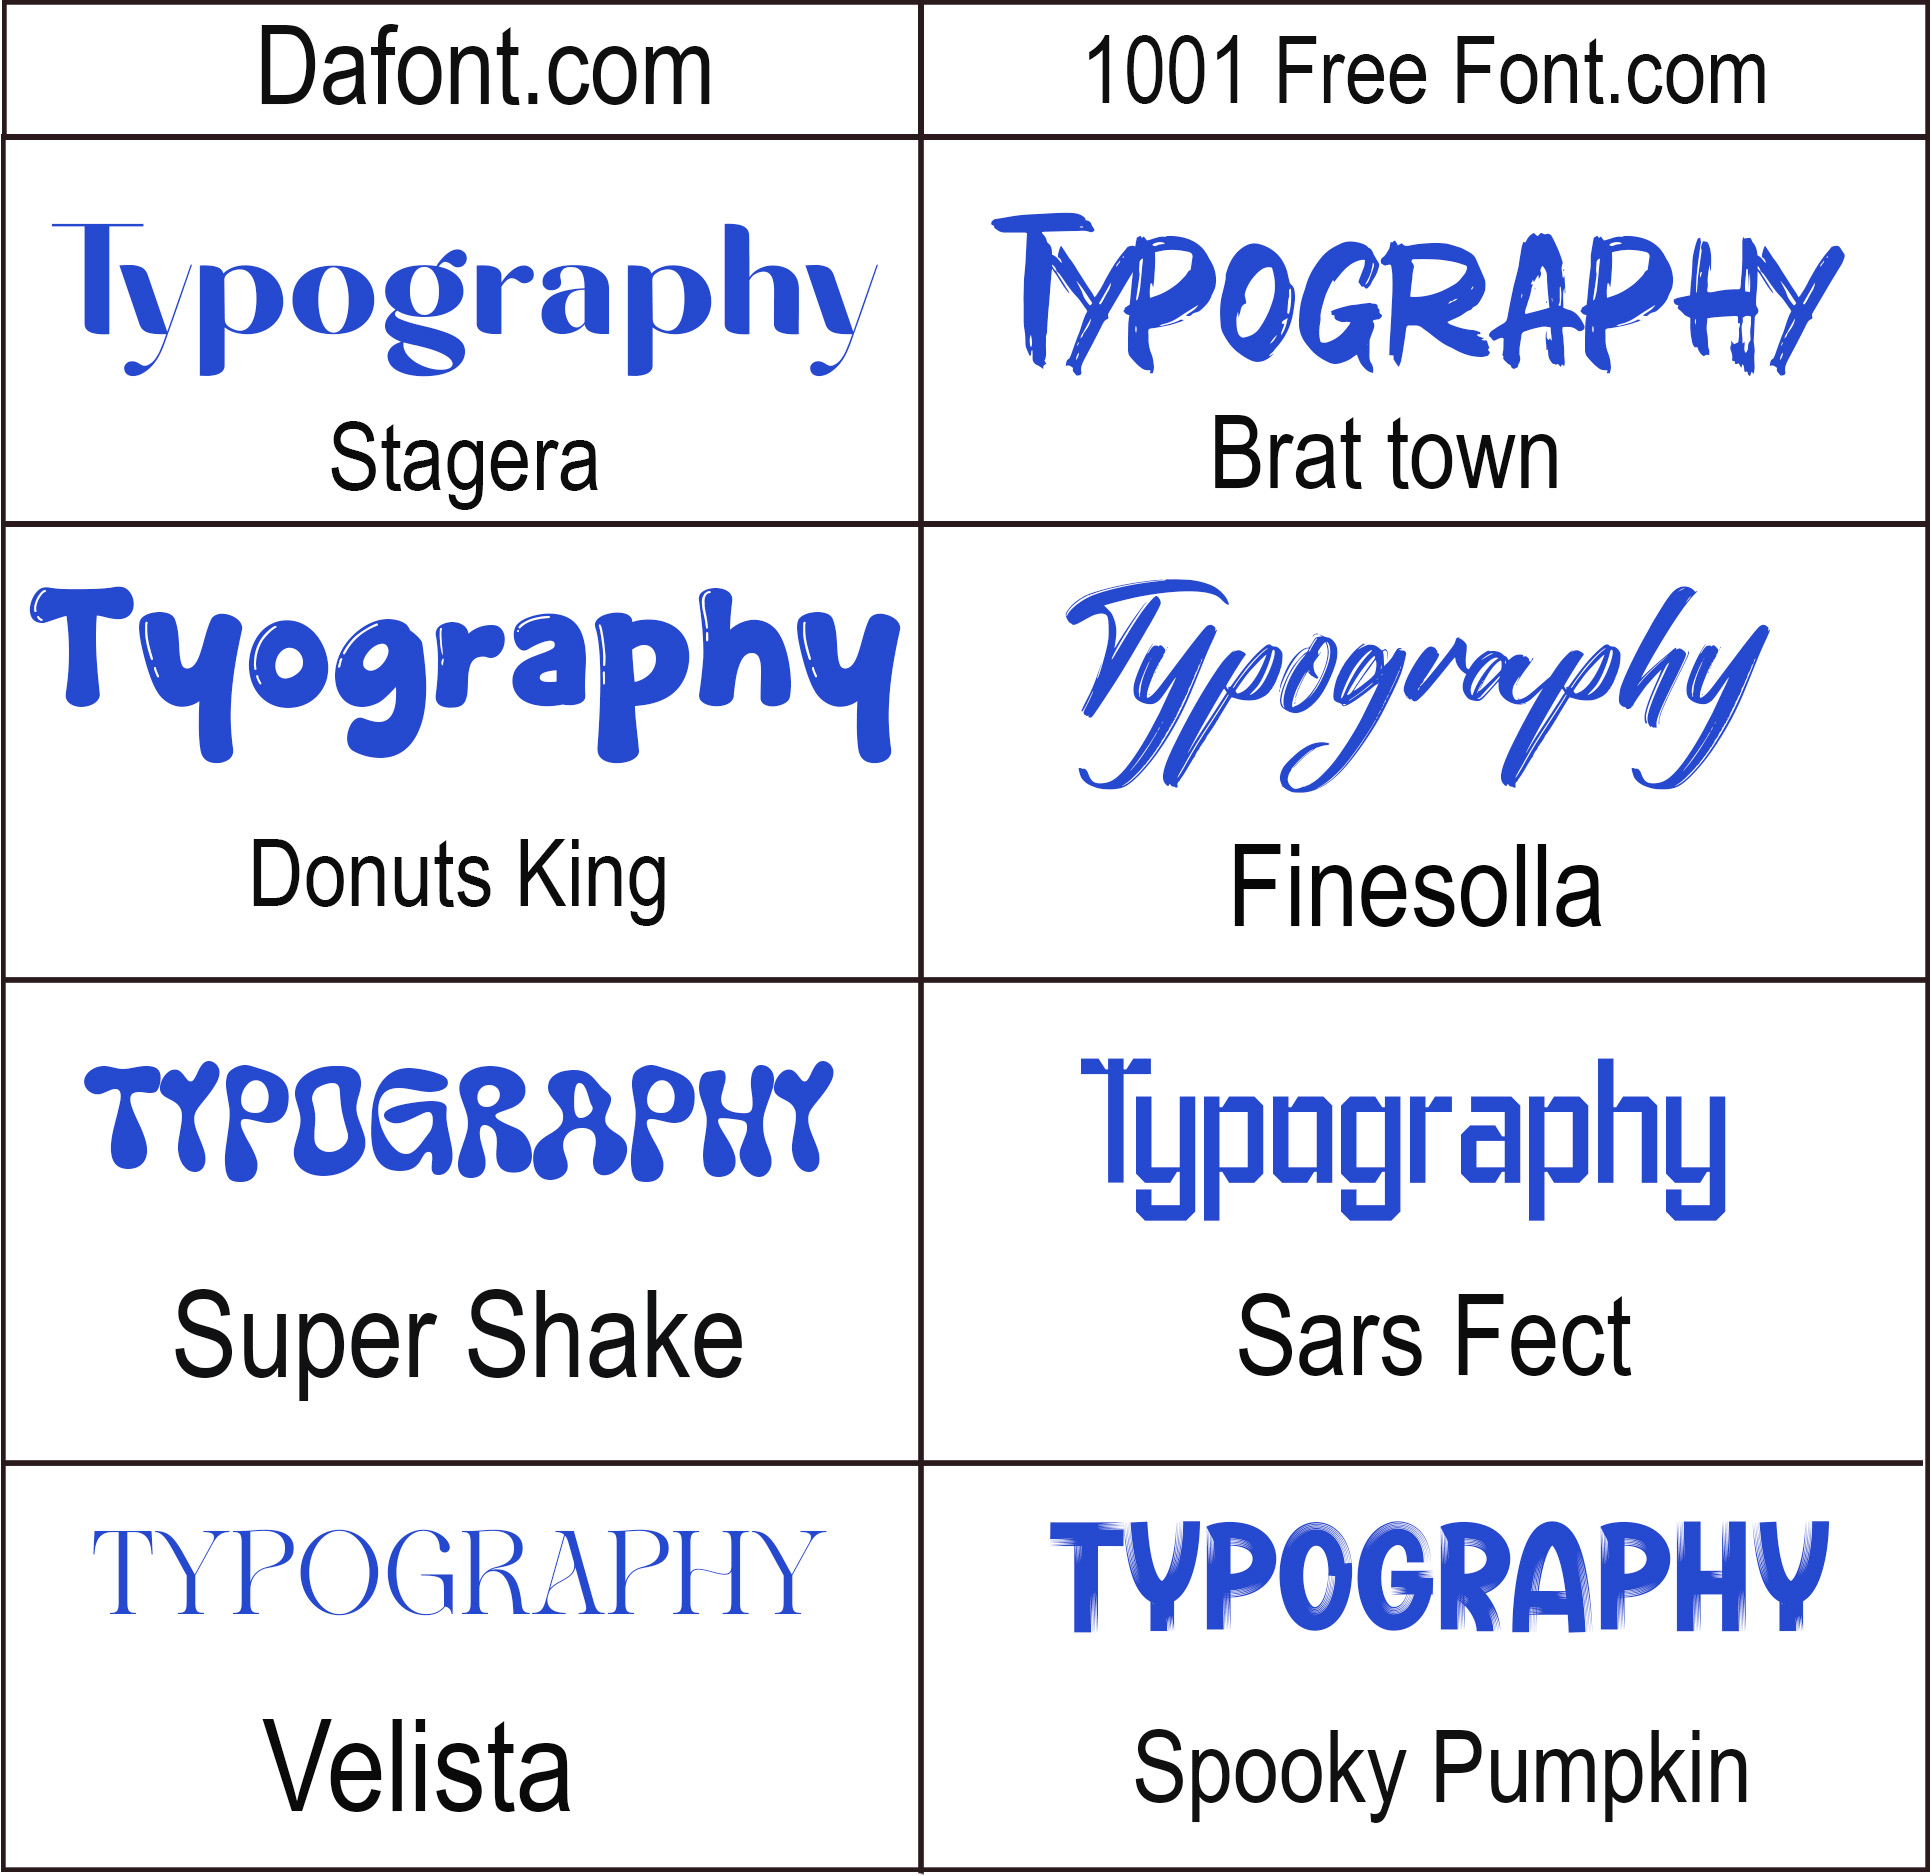 Dafont.com
1001 Free Font.com
Typography
TYPOGRAPHY
Stagera
Brat town
Tyography
Typography
Donuts King
Finesolla
TYPOGRAPHY
Typography
Super Shake
Sars Fect
TYPOGRAPHY
TYPOGRAPHY
Velista
Spooky Pumpkin